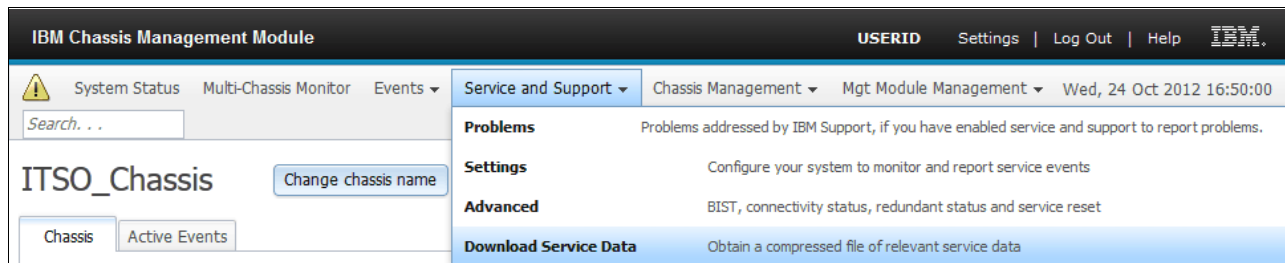 IBM Chassis Management Module USERID Settings | Log Out | Help IBM.
System Status Multi-Chassis Monitor Events Service and Support Chassis Management Mgt Module Management Wed, 24 Oct 2012 16:50:00
Search. . .
Problems Problems addressed by IBM Support, if you have enabled service and support to report problems.
Settings Configure your system to monitor and report service events
ITSO_Chassis Change chassis name
Advanced BIST, connectivity status, redundant status and service reset
Chassis Active Events
Download Service Data Obtain a compressed file of relevant service data